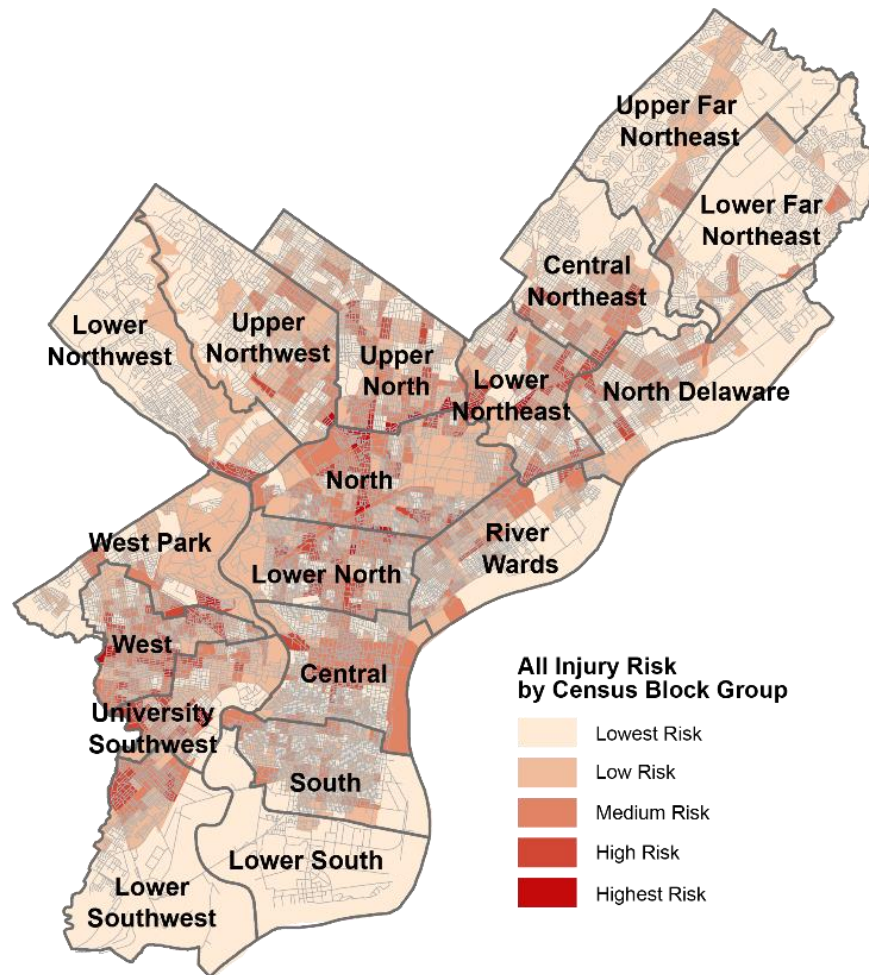 Upper Far
Northeast
Lower Far
Northeast
Central
Northeast
Lower
Northwest
Upper
Northwest
Upper
North
Lower
Northeast
North Delaware
North
River
Wards
West Park
Lower North
West
Central
University
Southwest
South
Lower South
Lower
Southwest
All Injury Risk
by Census Block Group
Lowest Risk
Low Risk
Medium Risk
High Risk
Highest Risk